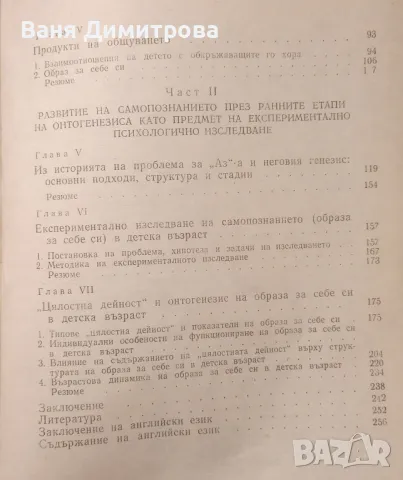 Ваня Димитрова
V
Продукти на общуването 93
1. Взаимоотношения на детето с обкръжаващите го хора 94
2. Образ за себе си 106
Резюме
Част II
РАЗВИТИЕ НА САМОПОЗНАНИЕТО ПРЕЗ РАННИТЕ ЕТАПИ
НА ОНТОГЕНЕЗИСА КАТО ПРЕДМЕТ НА ЕКСПЕРИМЕНТАЛНО
ПСИХОЛОГИЧНО ИЗСЛЕДВАНЕ
Глава V
Из историята на проблема за „Аз“-а и неговия генезис:
основни подходи, структура и стадии 119
Резюме 154
Глава VI
Експериментално изследване на самопознанието (образа
за себе си) в детска възраст 157
1. Постановка на проблема, хипотеза и задачи на изследването 157
2. Методика на експерименталното изследване 167
Резюме 173
Глава VII
„Цялостна дейност“ и онтогенезис на образа за себе си
в детска възраст 175
1. Типове „цялостна дейност“ и показатели на образа за себе си 175
2. Индивидуални особености на функциониране на образа за себе си
в детска възраст
3. Влияние на съдържанието на „цялостната дейност“ върху струк-
турата на образа за себе си в детска възраст 204
4. Възрастова динамика на образа за себе си в детска възраст 220
Резюме 234
Заключение 238
Литература 242
Заключение на английски език 252
Съдържание на английски език 256
BAZAR.bg